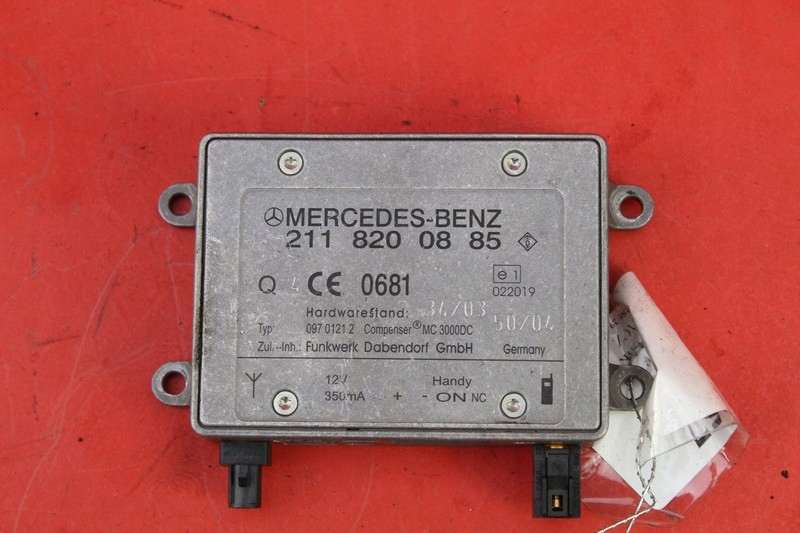 MERCEDES-BENZ
211 820 08 85
Q 4 CE 0681 e1
022019
Hardwarestand: 34/03 50/04
Typ 097 0121 2 Compenser® MC 3000DC
Zul.-Inh.: Funkwerk Dabendorf GmbH Germany
12V Handy
350mA + - ON NC